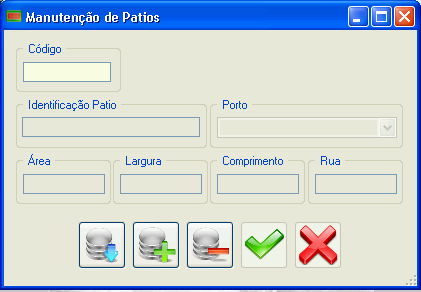 Manutenção de Patios
Código
Identificação Patio
Porto
Área
Largura
Comprimento
Rua